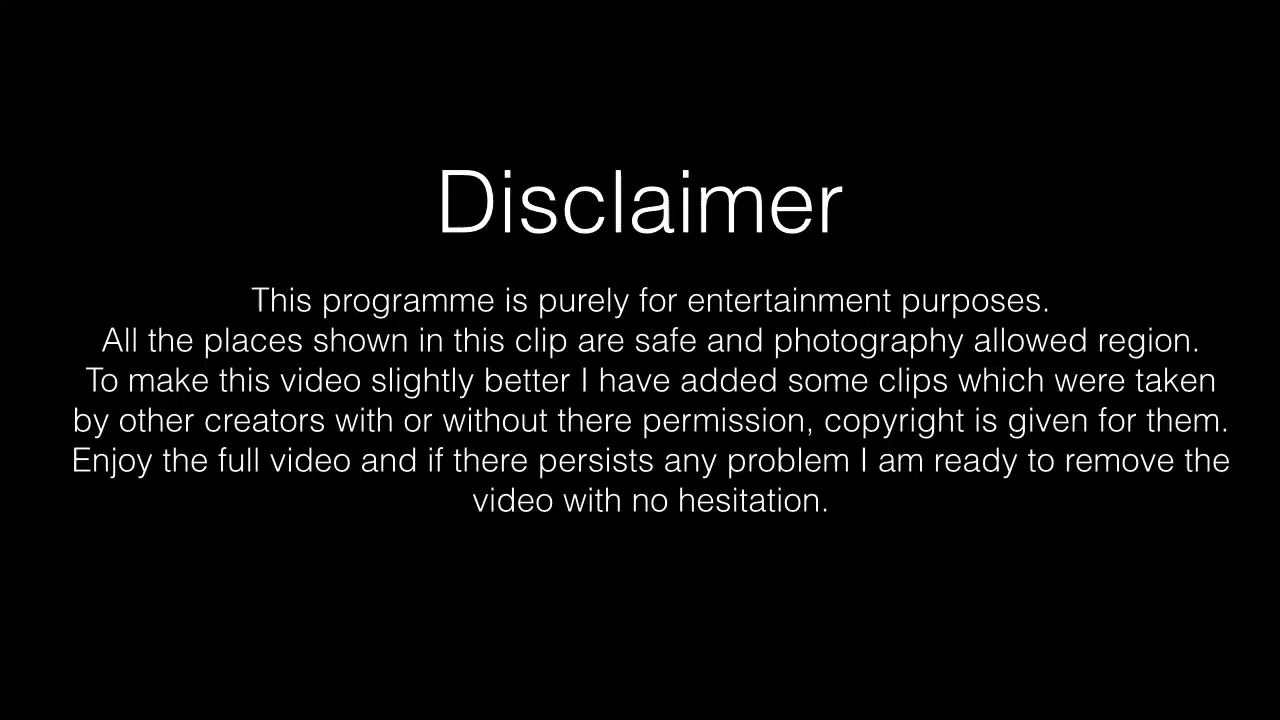 Disclaimer
This programme is purely for entertainment purposes.
All the places shown in this clip are safe and photography allowed region.
To make this video slightly better I have added some clips which were taken
by other creators with or without there permission, copyright is given for them.
Enjoy the full video and if there persists any problem I am ready to remove the
video with no hesitation.